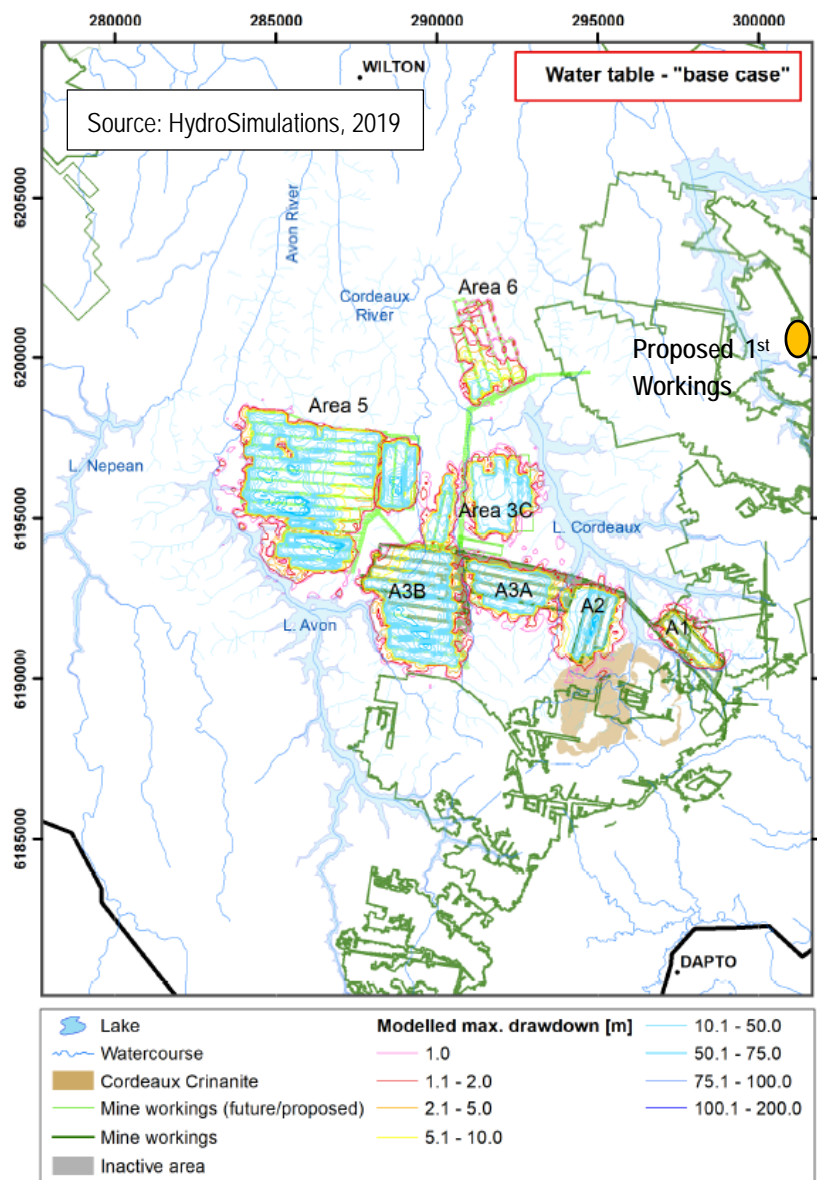 280000 285000 290000 295000 300000
WILTON
Water table - "base case"
Source: HydroSimulations, 2019
6205000
Avon River
Cordeaux
River
Area 6
6200000
Proposed 1st
Workings
Area 5
L. Nepean
6195000
Area 3C
L. Cordeaux
A3B
A3A
A2
A1
L. Avon
6190000
6185000
DAPTO
Lake
Watercourse
Cordeaux Crinanite
Mine workings (future/proposed)
Mine workings
Inactive area
Modelled max. drawdown [m]
1.0
1.1 - 2.0
2.1 - 5.0
5.1 - 10.0
10.1 - 50.0
50.1 - 75.0
75.1 - 100.0
100.1 - 200.0